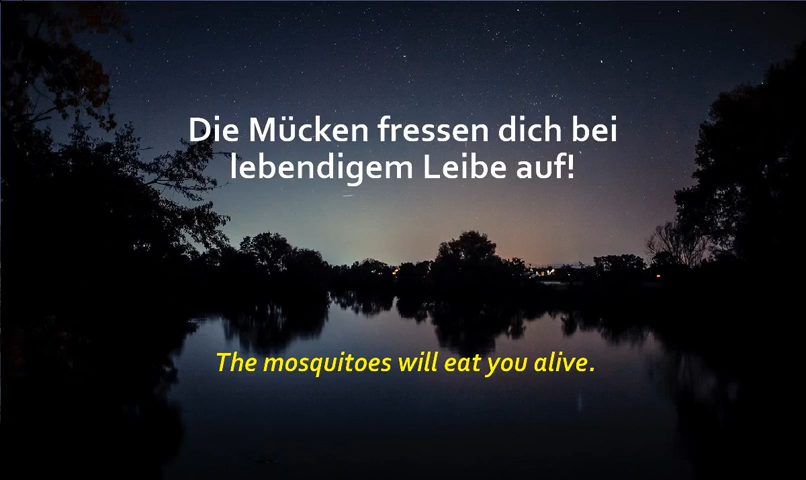 Die Mücken fressen dich bei
lebendigem Leibe auf!
The mosquitoes will eat you alive.